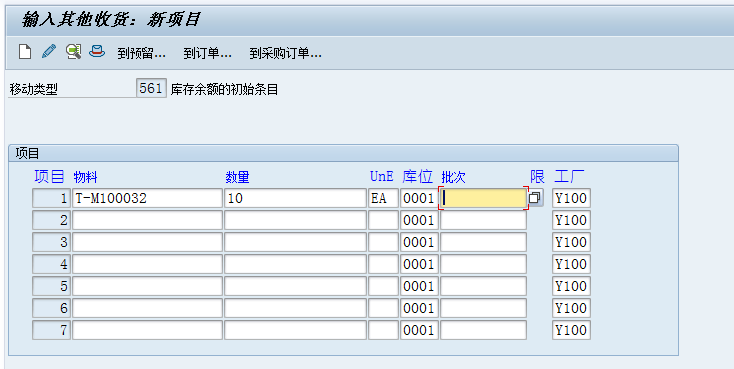 输入其他收货: 新项目
到预留... 到订单... 到采购订单...
移动类型 561 库存余额的初始条目
项目
项目 物料 数量 UnE 库位 批次 限 工厂
1 T-M100032 10 EA 0001 Y100
2 0001 Y100
3 0001 Y100
4 0001 Y100
5 0001 Y100
6 0001 Y100
7 0001 Y100